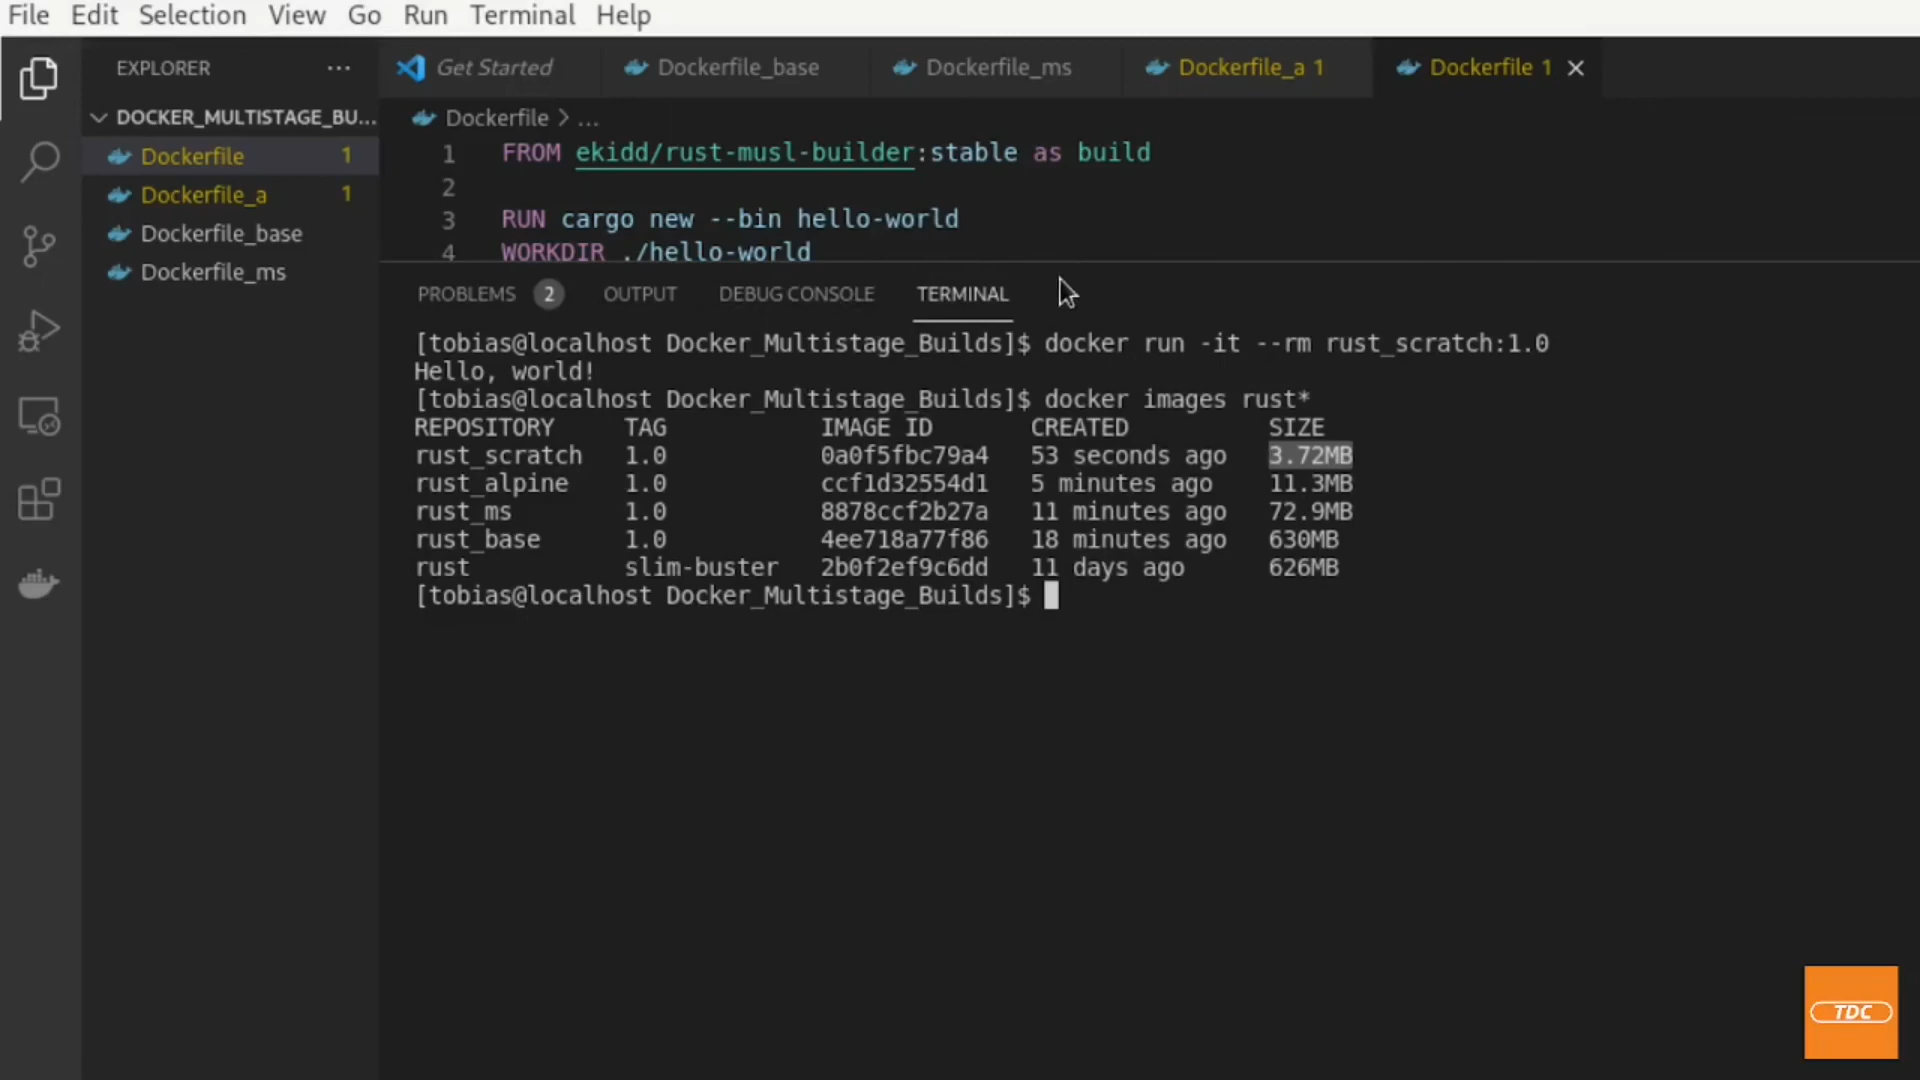 File Edit Selection View Go Run Terminal Help
EXPLORER ...
Get Started Dockerfile_base Dockerfile_ms Dockerfile_a 1 Dockerfile 1
DOCKER_MULTISTAGE_BU...
Dockerfile 1
Dockerfile_a 1
Dockerfile_base
Dockerfile_ms
Dockerfile > ...
1 FROM ekidd/rust-musl-builder:stable as build
2
3 RUN cargo new --bin hello-world
4 WORKDIR ./hello-world
PROBLEMS 2 OUTPUT DEBUG CONSOLE TERMINAL
[tobias@localhost Docker_Multistage_Builds]$ docker run -it --rm rust_scratch:1.0
Hello, world!
[tobias@localhost Docker_Multistage_Builds]$ docker images rust*
REPOSITORY TAG IMAGE ID CREATED SIZE
rust_scratch 1.0 0a0f5fbc79a4 53 seconds ago 3.72MB
rust_alpine 1.0 ccf1d32554d1 5 minutes ago 11.3MB
rust_ms 1.0 8878ccf2b27a 11 minutes ago 72.9MB
rust_base 1.0 4ee718a77f86 18 minutes ago 630MB
rust slim-buster 2b0f2ef9c6dd 11 days ago 626MB
[tobias@localhost Docker_Multistage_Builds]$
TDC